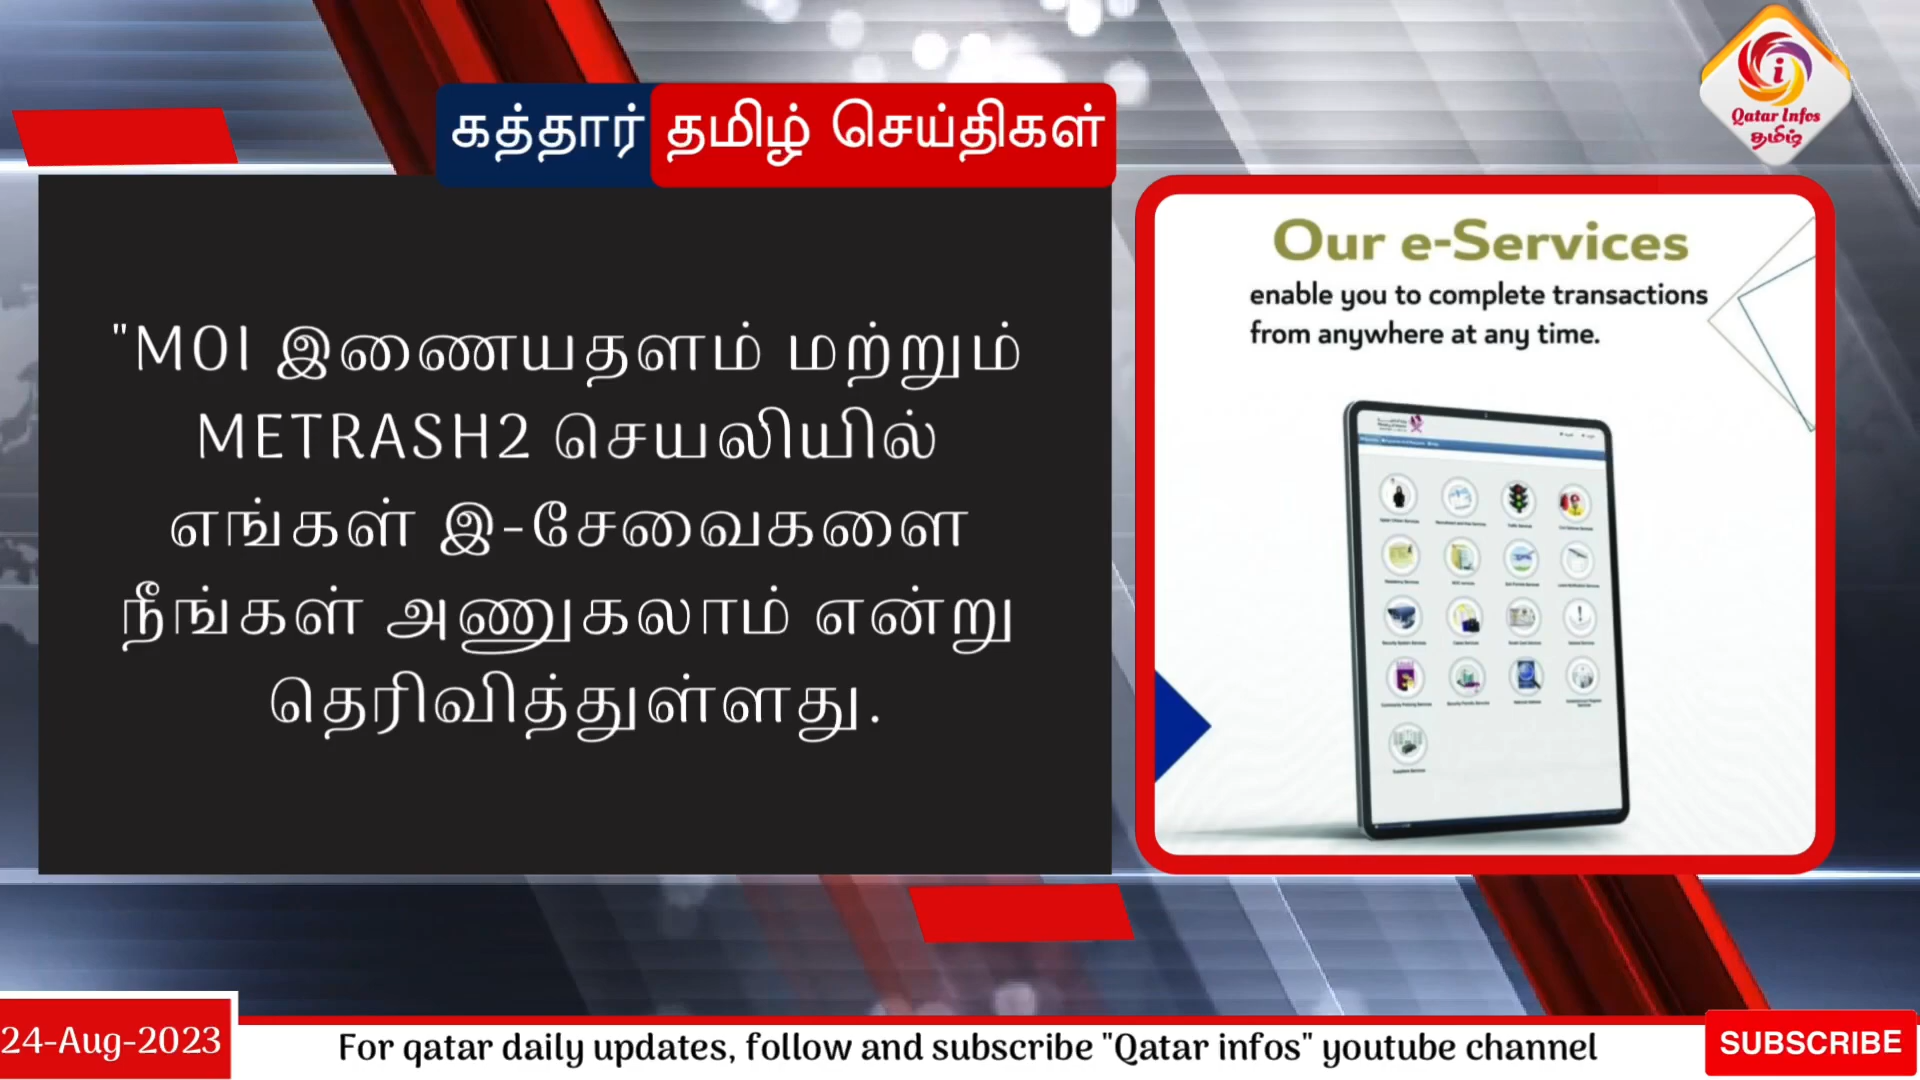 கத்தார் தமிழ் செய்திகள்
Qatar Infos
தமிழ்
"MOI இணையதளம் மற்றும்
METRASH2 செயலியில்
எங்கள் இ-சேவைகளை
நீங்கள் அணுகலாம் என்று
தெரிவித்துள்ளது.
Our e-Services
enable you to complete transactions
from anywhere at any time.
24-Aug-2023
For qatar daily updates, follow and subscribe "Qatar infos" youtube channel
SUBSCRIBE